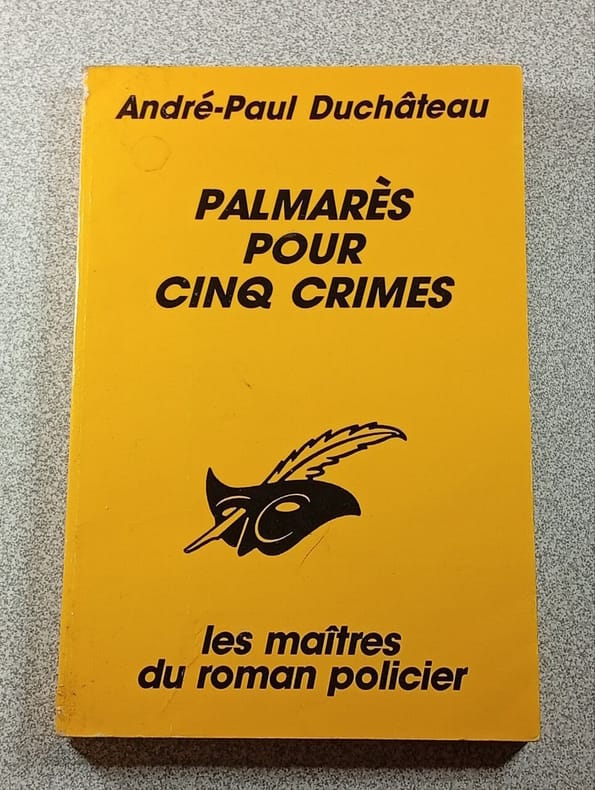 André-Paul Duchâteau
PALMARÈS
POUR
CINQ CRIMES
les maîtres
du roman policier